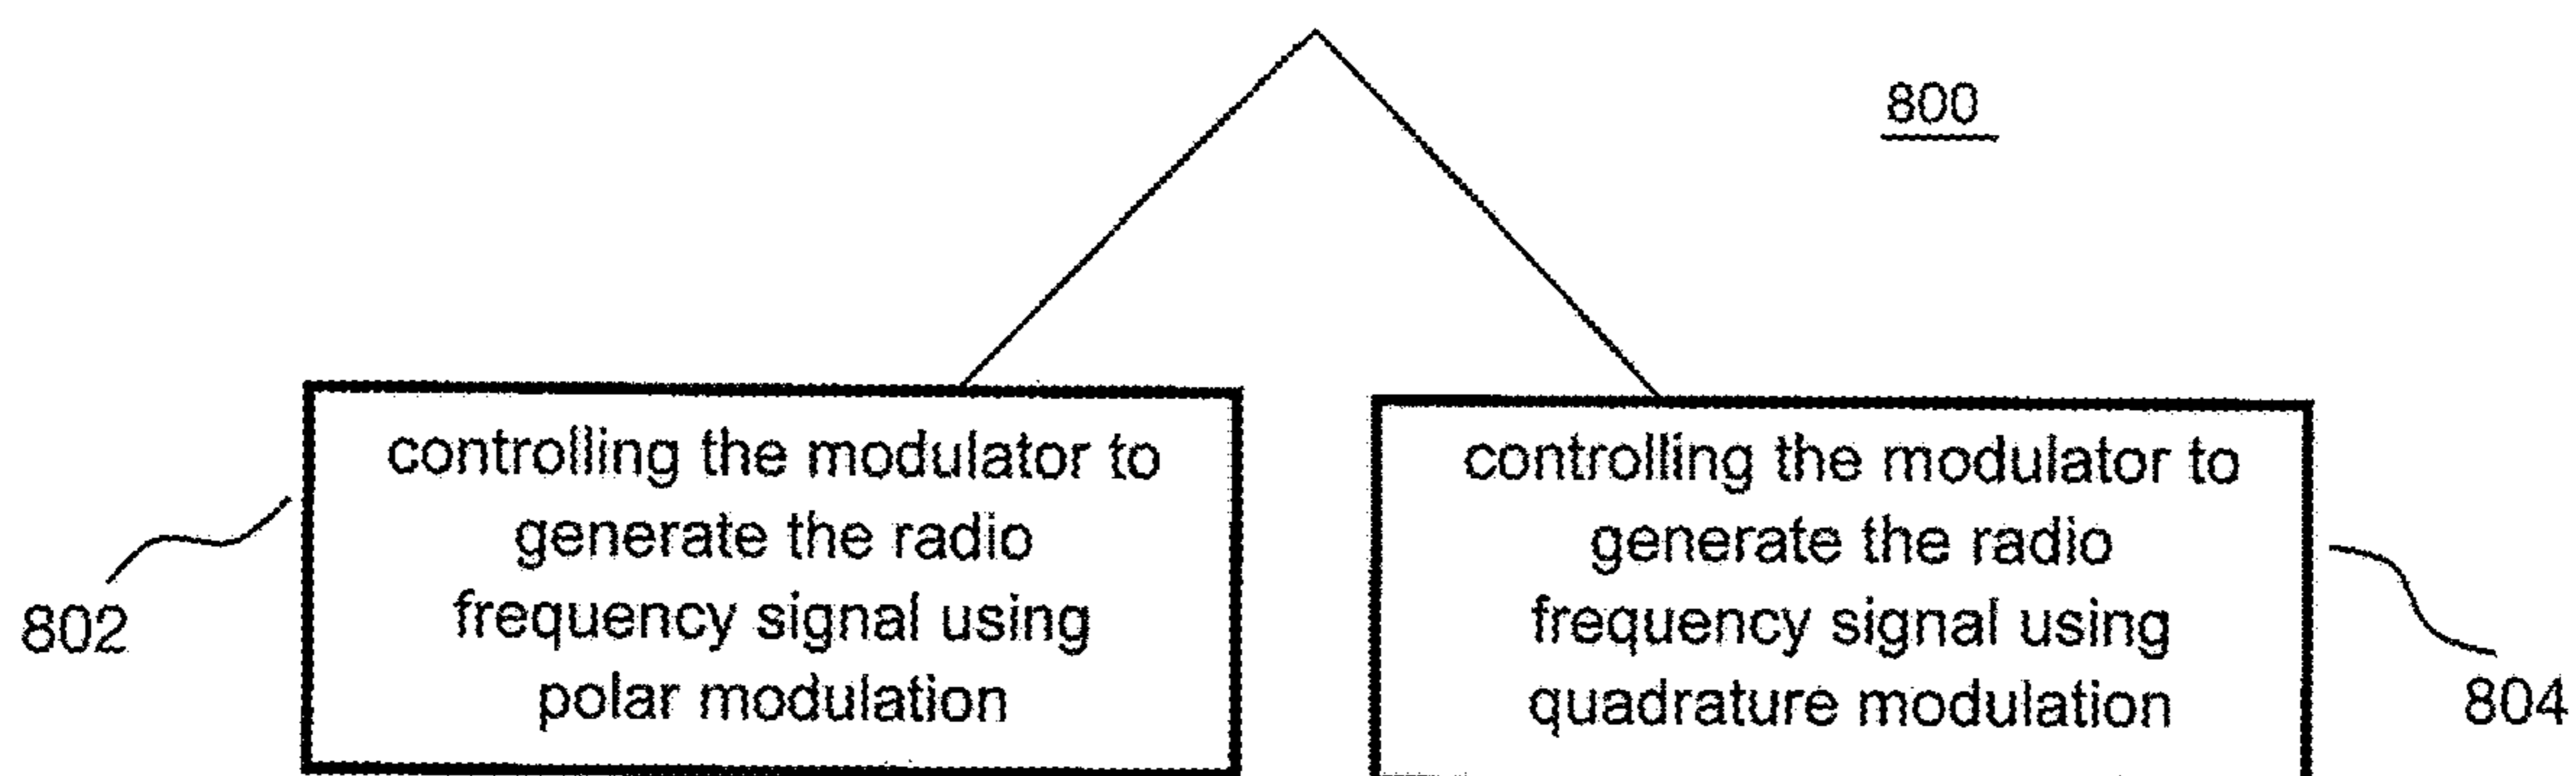 800
controlling the modulator to
generate the radio
frequency signal using
polar modulation
802
controlling the modulator to
generate the radio
frequency signal using
quadrature modulation
804